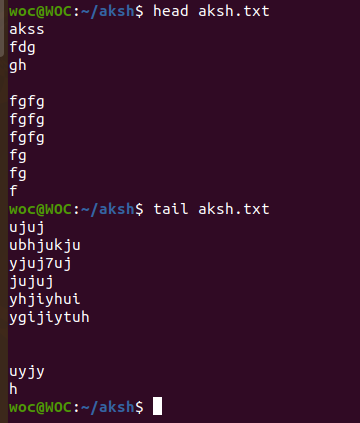 woc@WOC:~/aksh$ head aksh.txt
akss
fdg
gh

fgfg
fgfg
fgfg
fg
fg
f
woc@WOC:~/aksh$ tail aksh.txt
ujuj
ubhjukju
yjuj7uj
jujuj
yhjiyhui
ygijiytuh


uyjy
h
woc@WOC:~/aksh$